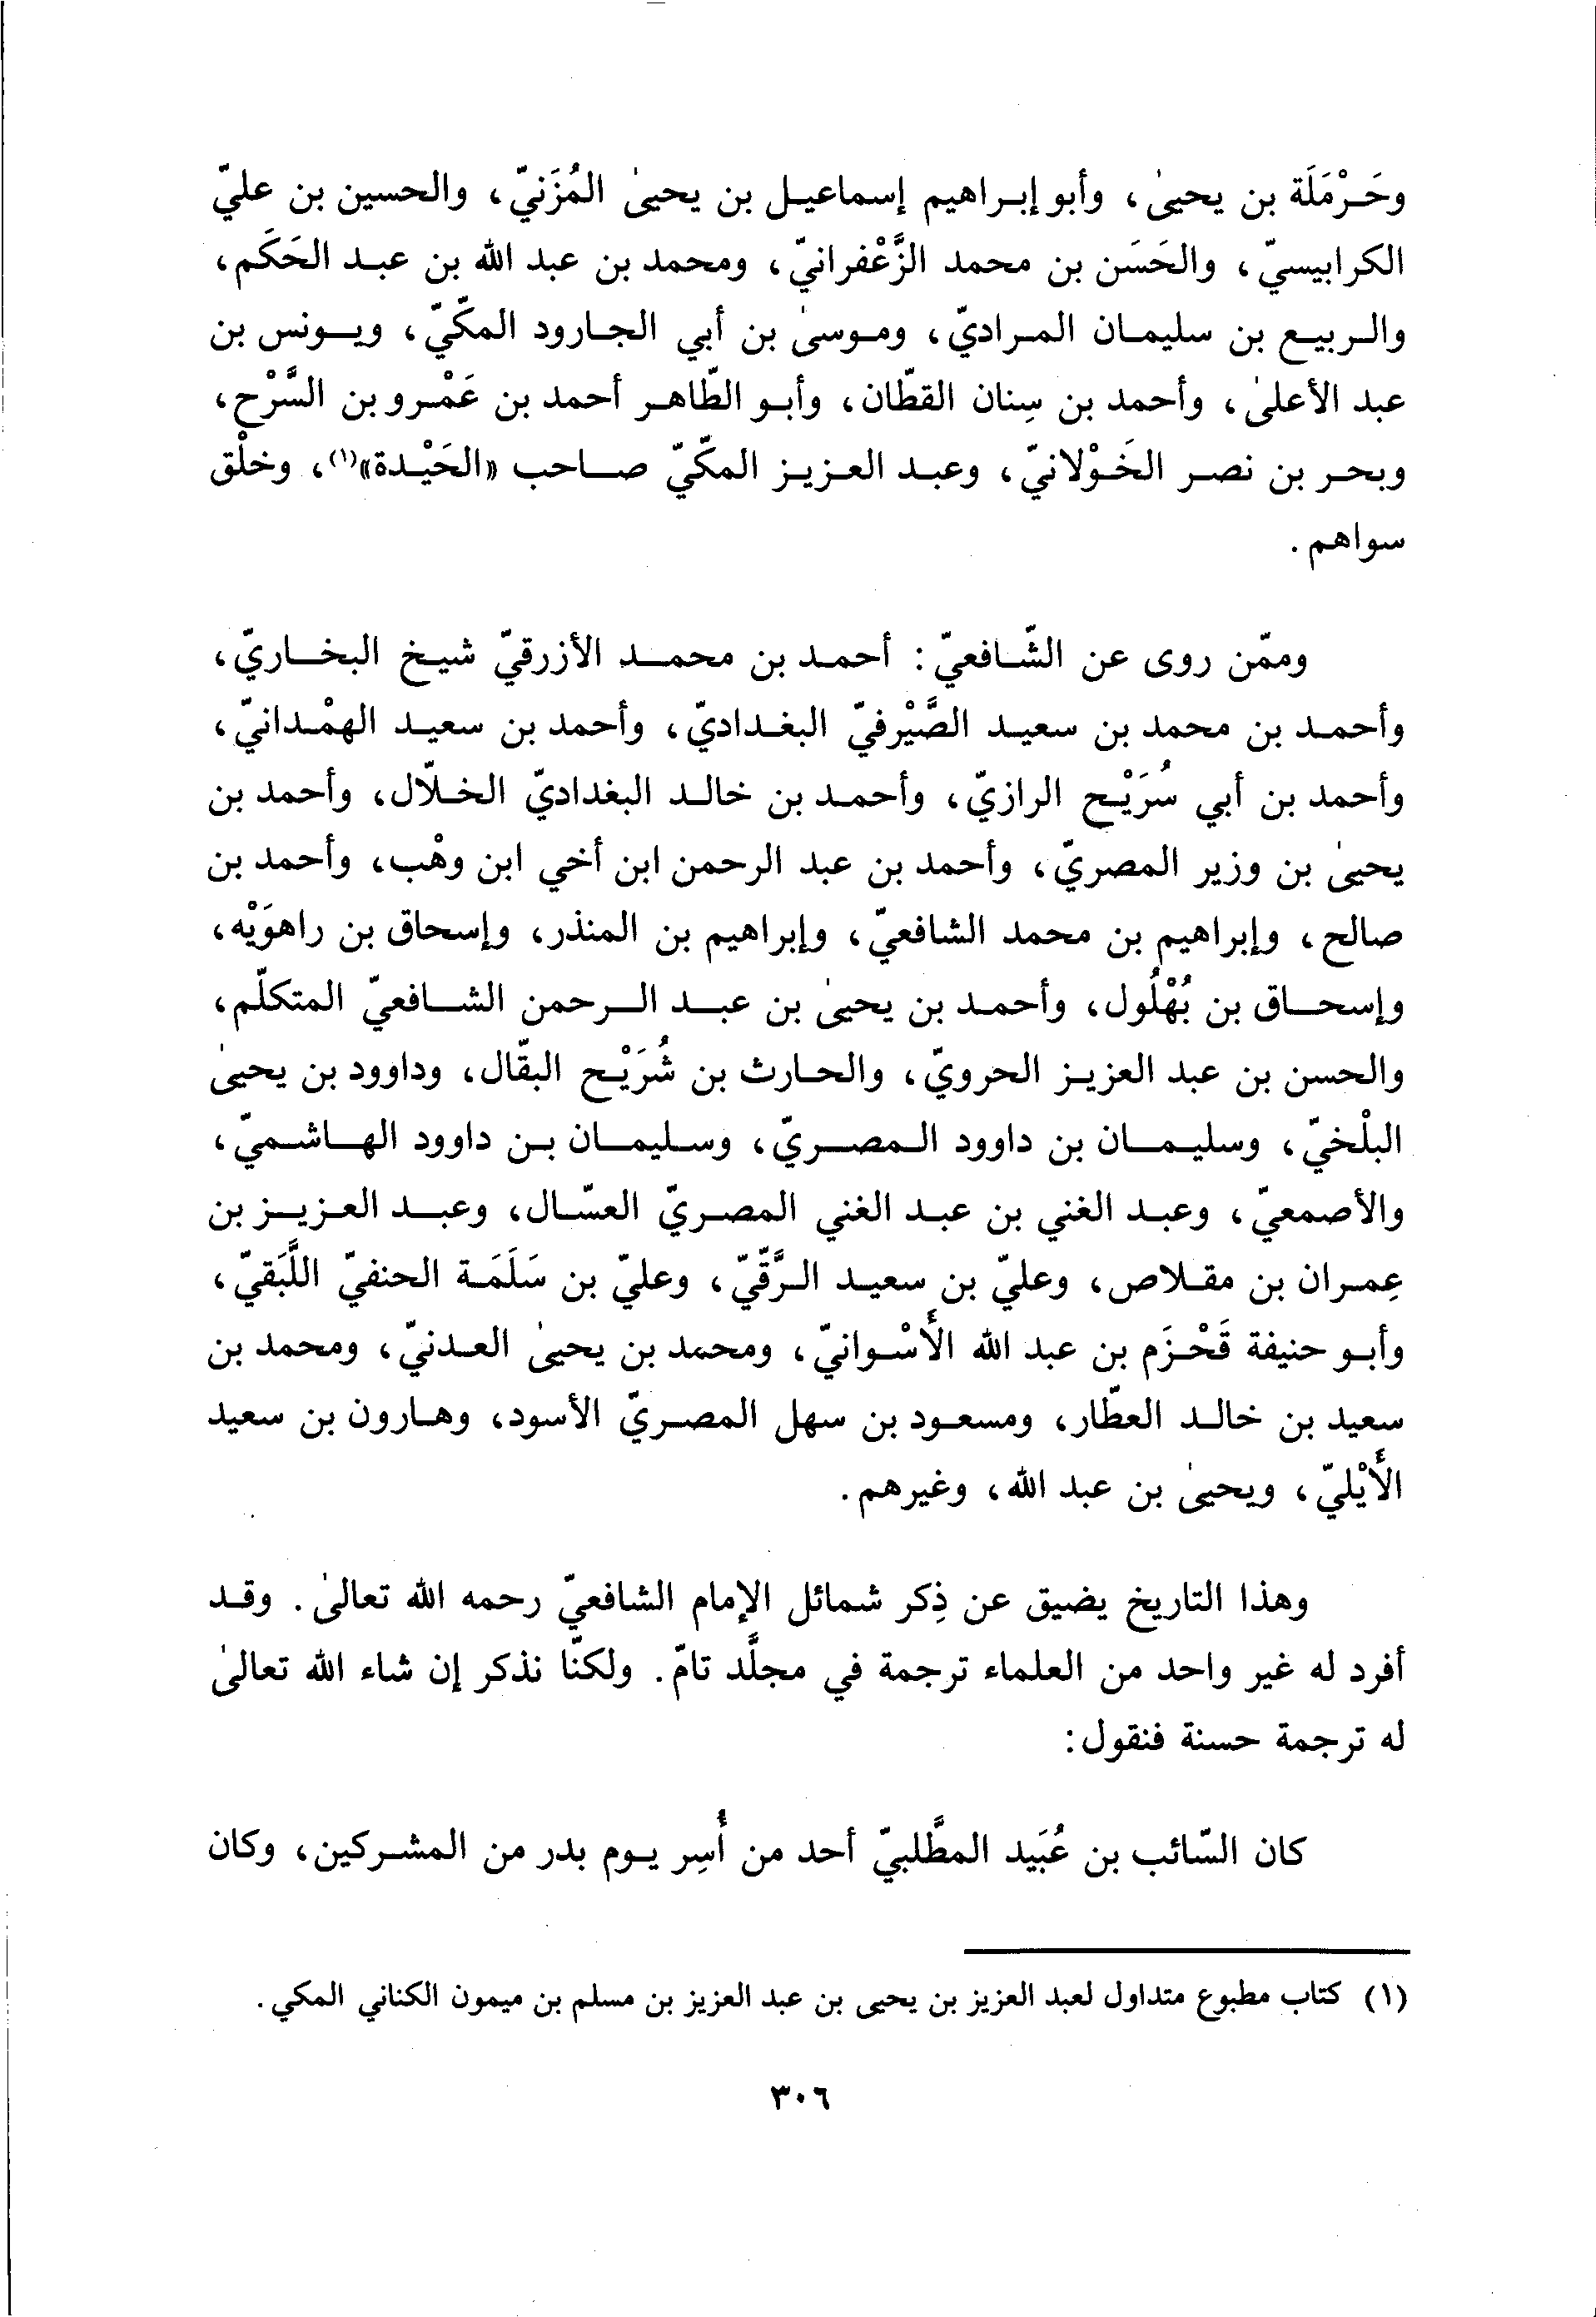 وحَرْمَلَة بن يحيىٰ، وأبو إبراهيم إسماعيل بن يحيىٰ المُزَنيّ، والحسين بن عليّ
الكرابيسيّ، والحَسَن بن محمد الزَّعْفرانيّ، ومحمد بن عبد الله بن عبد الحَكَم،
والربيع بن سليمان المراديّ، وموسىٰ بن أبي الجارود المكّيّ، ويونس بن
عبد الأعلىٰ، وأحمد بن سِنان القطّان، وأبو الطّاهر أحمد بن عَمْرو بن السَّرْح،
وبحر بن نصر الخَوْلانيّ، وعبد العزيز المكّيّ صاحب «الحَيْدة»(١)، وخلْق
سواهم.
وممّن روى عن الشّافعيّ: أحمد بن محمد الأزرقيّ شيخ البخاريّ،
وأحمد بن محمد بن سعيد الصَّيْرفيّ البغداديّ، وأحمد بن سعيد الهمْدانيّ،
وأحمد بن أبي سُرَيْح الرازيّ، وأحمد بن خالد البغداديّ الخلّال، وأحمد بن
يحيىٰ بن وزير المصريّ، وأحمد بن عبد الرحمن ابن أخي ابن وهْب، وأحمد بن
صالح، وإبراهيم بن محمد الشافعيّ، وإبراهيم بن المنذر، وإسحاق بن راهوَيْه،
وإسحاق بن بُهْلُول، وأحمد بن يحيىٰ بن عبد الرحمن الشافعيّ المتكلّم،
والحسن بن عبد العزيز الحرويّ، والحارث بن شُرَيْح البقّال، وداوود بن يحيىٰ
البلْخيّ، وسليمان بن داوود المصريّ، وسليمان بن داوود الهاشميّ،
والأصمعيّ، وعبد الغني بن عبد الغني المصريّ العسّال، وعبد العزيز بن
عِمران بن مقلاص، وعليّ بن سعيد الرَّقّيّ، وعليّ بن سَلَمَة الحنفيّ اللَّبَقيّ،
وأبو حنيفة قَحْزَم بن عبد الله الأُسْوانيّ، ومحمد بن يحيىٰ العدنيّ، ومحمد بن
سعيد بن خالد العطّار، ومسعود بن سهل المصريّ الأسود، وهارون بن سعيد
الأَيْليّ، ويحيىٰ بن عبد الله، وغيرهم.
وهذا التاريخ يضيق عن ذِكر شمائل الإمام الشافعيّ رحمه الله تعالىٰ. وقد
أفرد له غير واحد من العلماء ترجمة في مجلَّد تامّ. ولكنّا نذكر إن شاء الله تعالىٰ
له ترجمة حسنة فنقول:
كان السّائب بن عُبَيد المطَّلبيّ أحد من أُسِر يوم بدر من المشركين، وكان
(١) كتاب مطبوع متداول لعبد العزيز بن يحيى بن عبد العزيز بن مسلم بن ميمون الكناني المكي.
٣٠٦